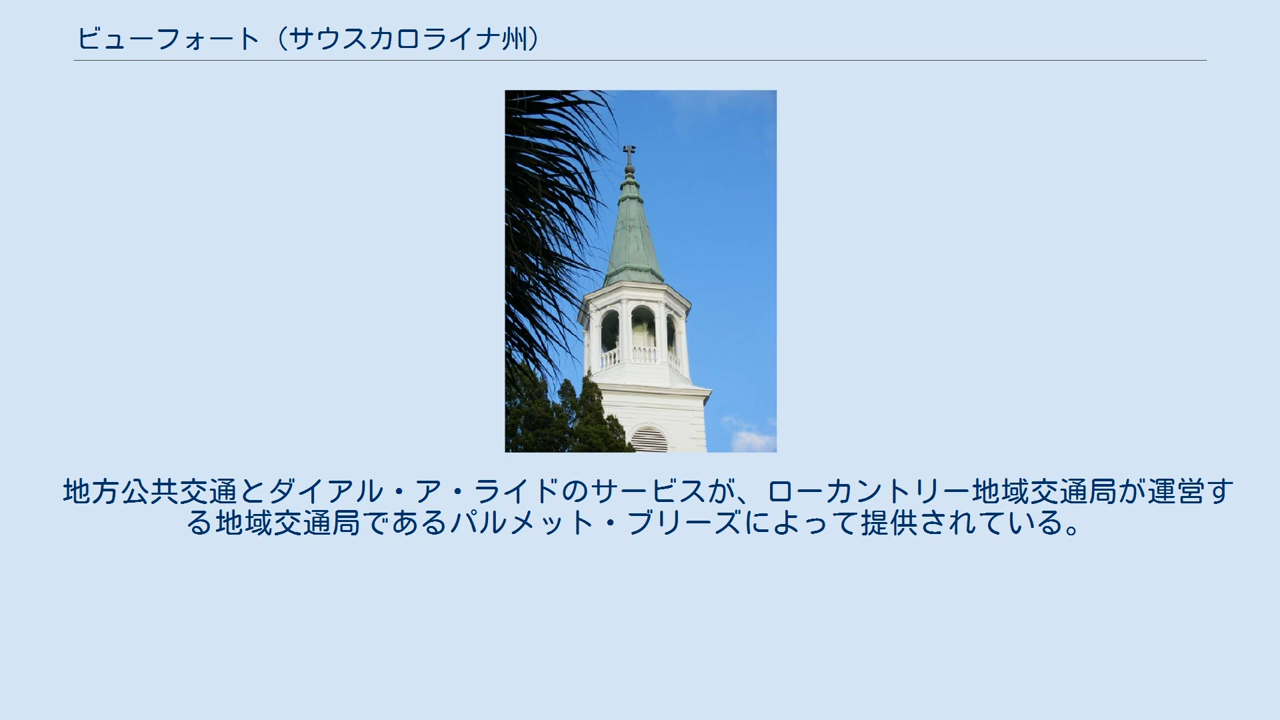 ビューフォート（サウスカロライナ州）
地方公共交通とダイアル・ア・ライドのサービスが、ローカントリー地域交通局が運営す
る地域交通局であるパルメット・ブリーズによって提供されている。